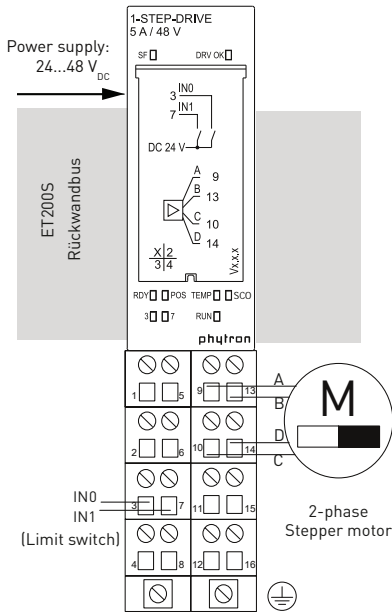 1-STEP-DRIVE
5 A / 48 V
SF DRV OK
Power supply:
24...48 V DC
3 IN0
7 IN1
DC 24 V
A 9
B 13
C 10
D 14
X 2
3 4
Vx.x.x
ET200S
Rückwandbus
RDY POS TEMP SCO
3 7 RUN
phytron
1 5 9 13
A
B
M
2 6 10 14
D
C
IN0
IN1
3 7 11 15
(Limit switch)
2-phase
Stepper motor
4 8 12 16